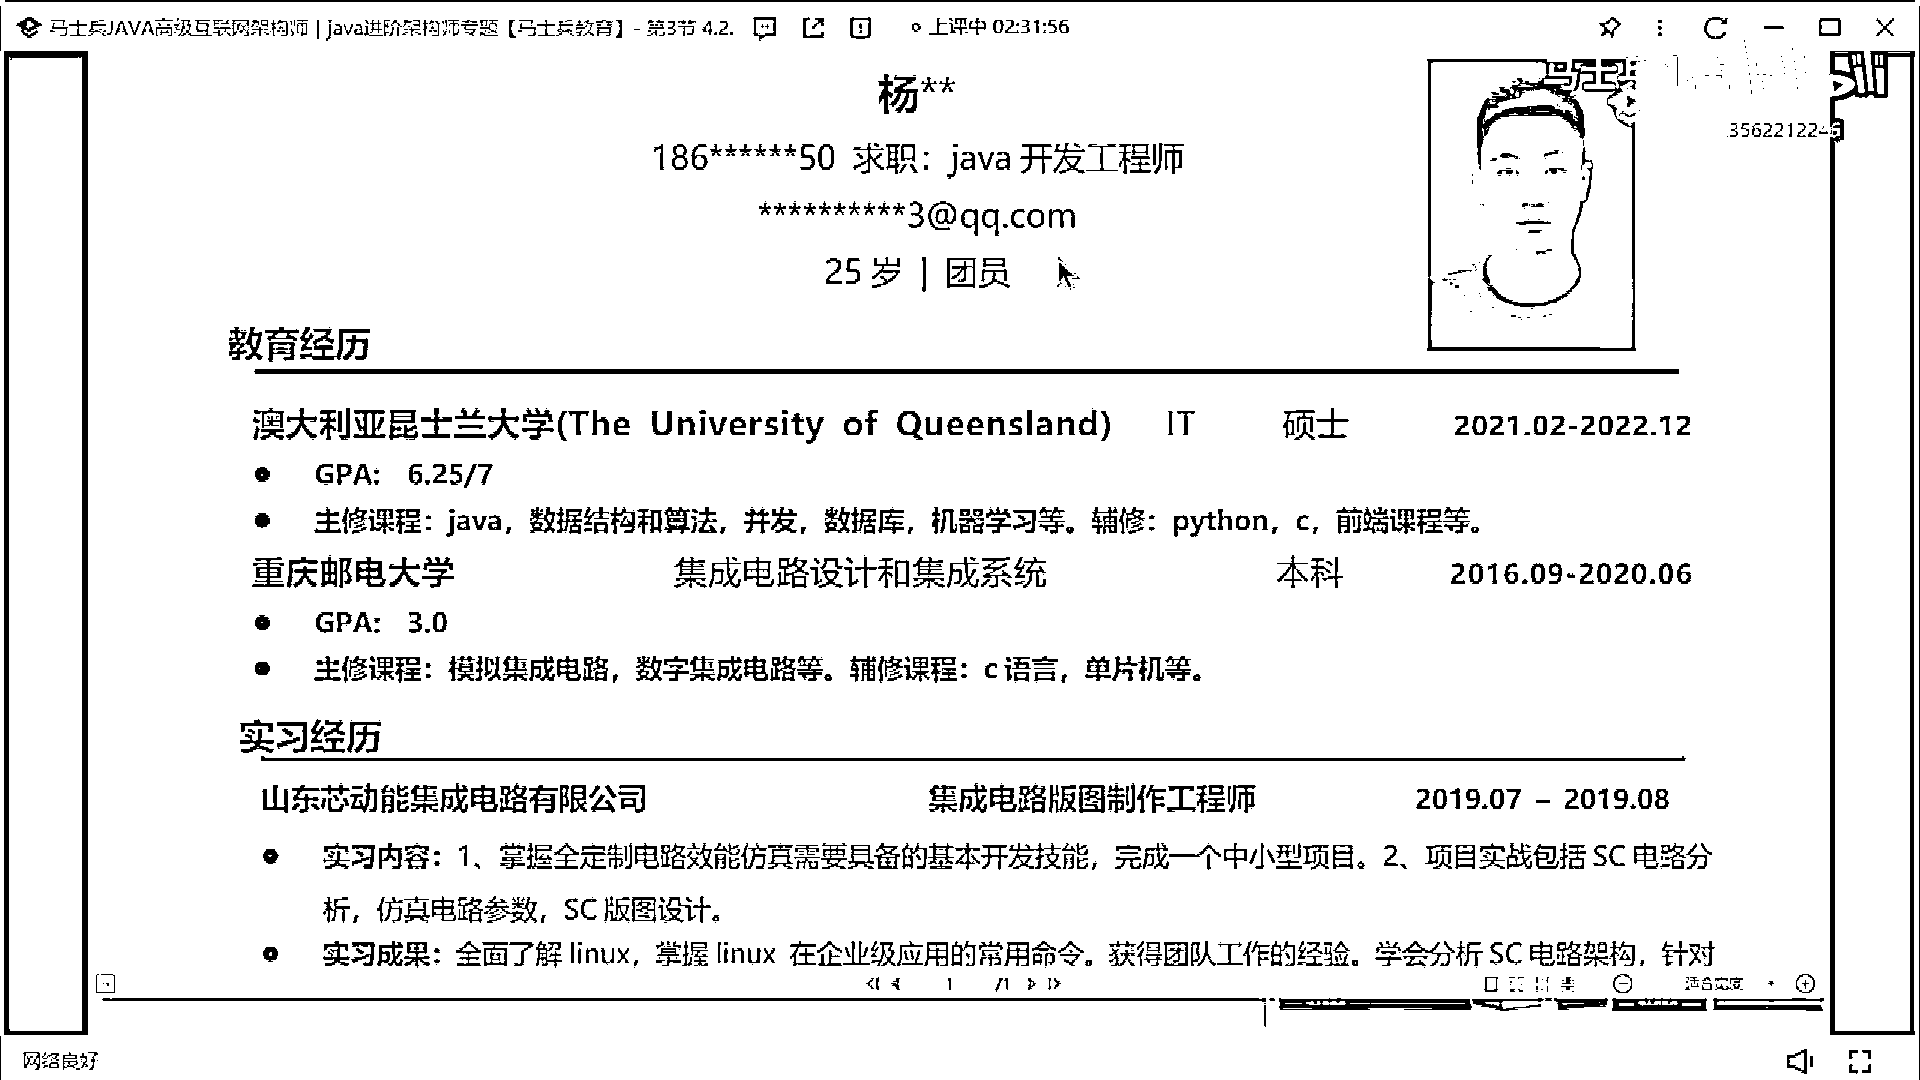 马士兵JAVA高级互联网架构师 | java进阶架构师专题【马士兵教育】- 第3节 4.2.
上课中 02:31:56
杨**
186******50 求职：java 开发工程师
**********3@qq.com
25 岁 | 团员
马士兵
3562212246
教育经历
澳大利亚昆士兰大学(The University of Queensland) IT 硕士 2021.02-2022.12
● GPA: 6.25/7
● 主修课程：java，数据结构和算法，并发，数据库，机器学习等。辅修：python，c，前端课程等。
重庆邮电大学 集成电路设计和集成系统 本科 2016.09-2020.06
● GPA: 3.0
● 主修课程：模拟集成电路，数字集成电路等。辅修课程：c 语言，单片机等。
实习经历
山东芯动能集成电路有限公司 集成电路版图制作工程师 2019.07 – 2019.08
● 实习内容：1、掌握全定制电路效能仿真需要具备的基本开发技能，完成一个中小型项目。2、项目实战包括 SC 电路分
析，仿真电路参数，SC 版图设计。
● 实习成果：全面了解 linux，掌握 linux 在企业级应用的常用命令。获得团队工作的经验。学会分析 SC 电路架构，针对
1 /1
适合宽度
网络良好